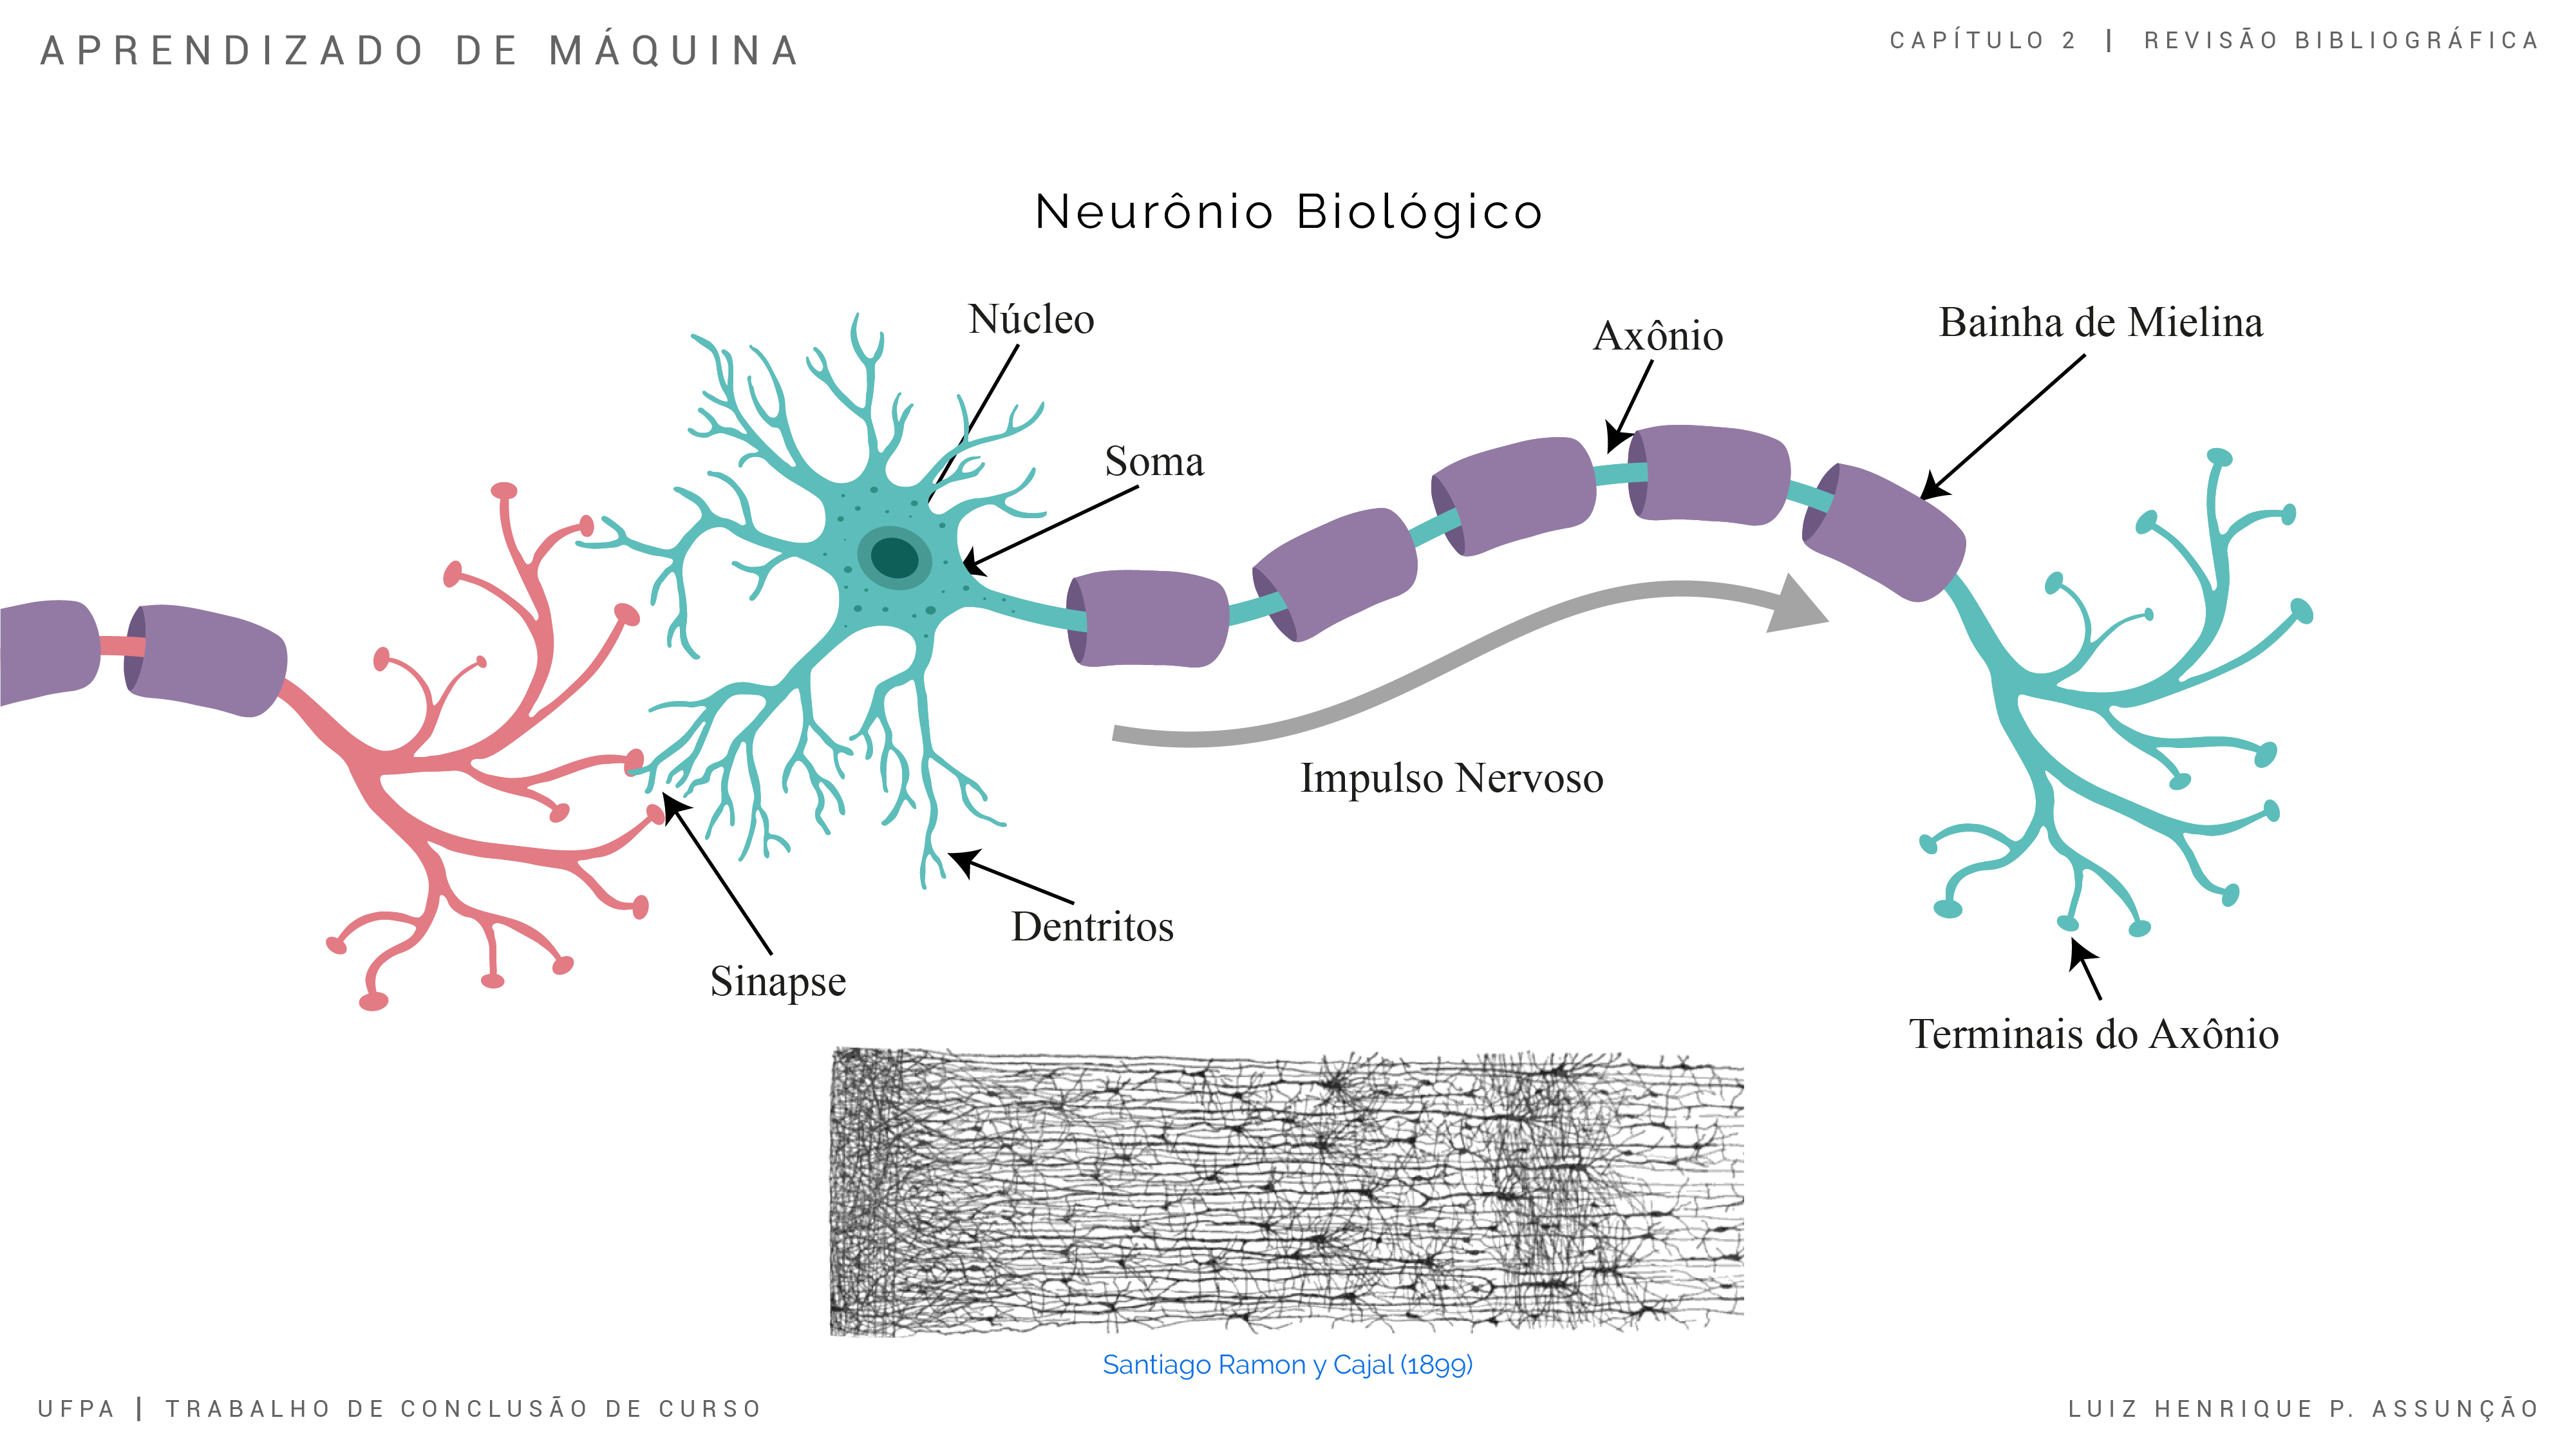 APRENDIZADO DE MÁQUINA
CAPÍTULO 2 | REVISÃO BIBLIOGRÁFICA
Neurônio Biológico
Núcleo
Axônio
Bainha de Mielina
Soma
Impulso Nervoso
Dentritos
Sinapse
Terminais do Axônio
Santiago Ramon y Cajal (1899)
UFPA | TRABALHO DE CONCLUSÃO DE CURSO
LUIZ HENRIQUE P. ASSUNÇÃO